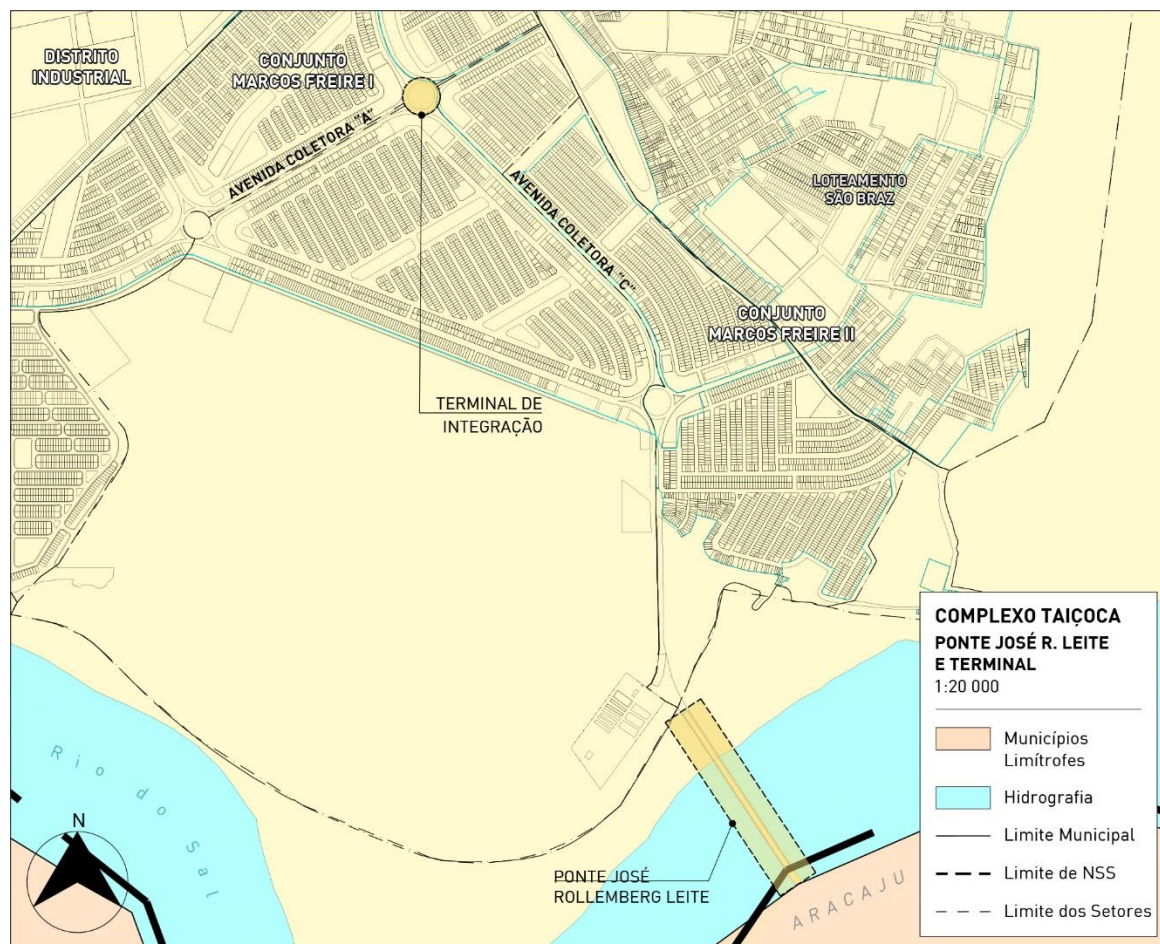 DISTRITO
INDUSTRIAL
CONJUNTO
MARCOS FREIRE I
AVENIDA COLETORA "A"
AVENIDA COLETORA "C"
LOTEAMENTO
SÃO BRAZ
CONJUNTO
MARCOS FREIRE II
TERMINAL DE
INTEGRAÇÃO
Rio do Sal
N
PONTE JOSÉ
ROLLEMBERG LEITE
ARACAJU
COMPLEXO TAIÇOCA
PONTE JOSÉ R. LEITE
E TERMINAL
1:20 000
Municípios
Limítrofes
Hidrografia
Limite Municipal
Limite de NSS
Limite dos Setores